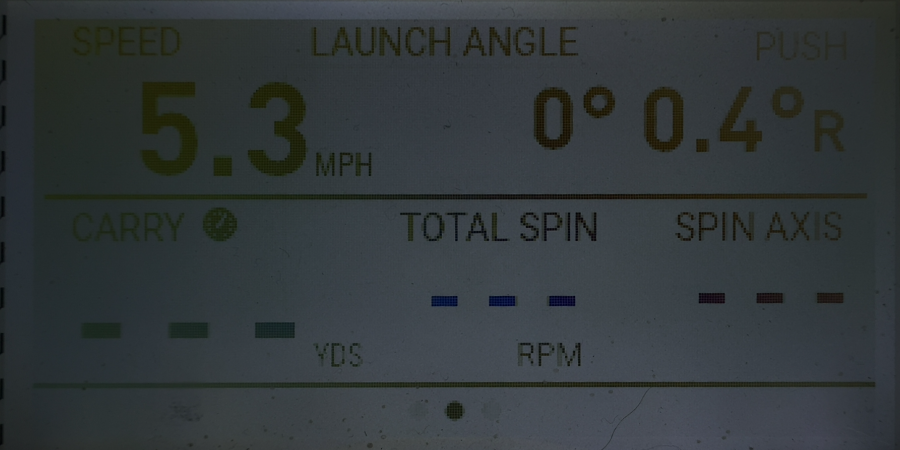 SPEED LAUNCH ANGLE PUSH
5.3 MPH 0° 0.4° R
CARRY TOTAL SPIN SPIN AXIS
--- YDS --- RPM ---